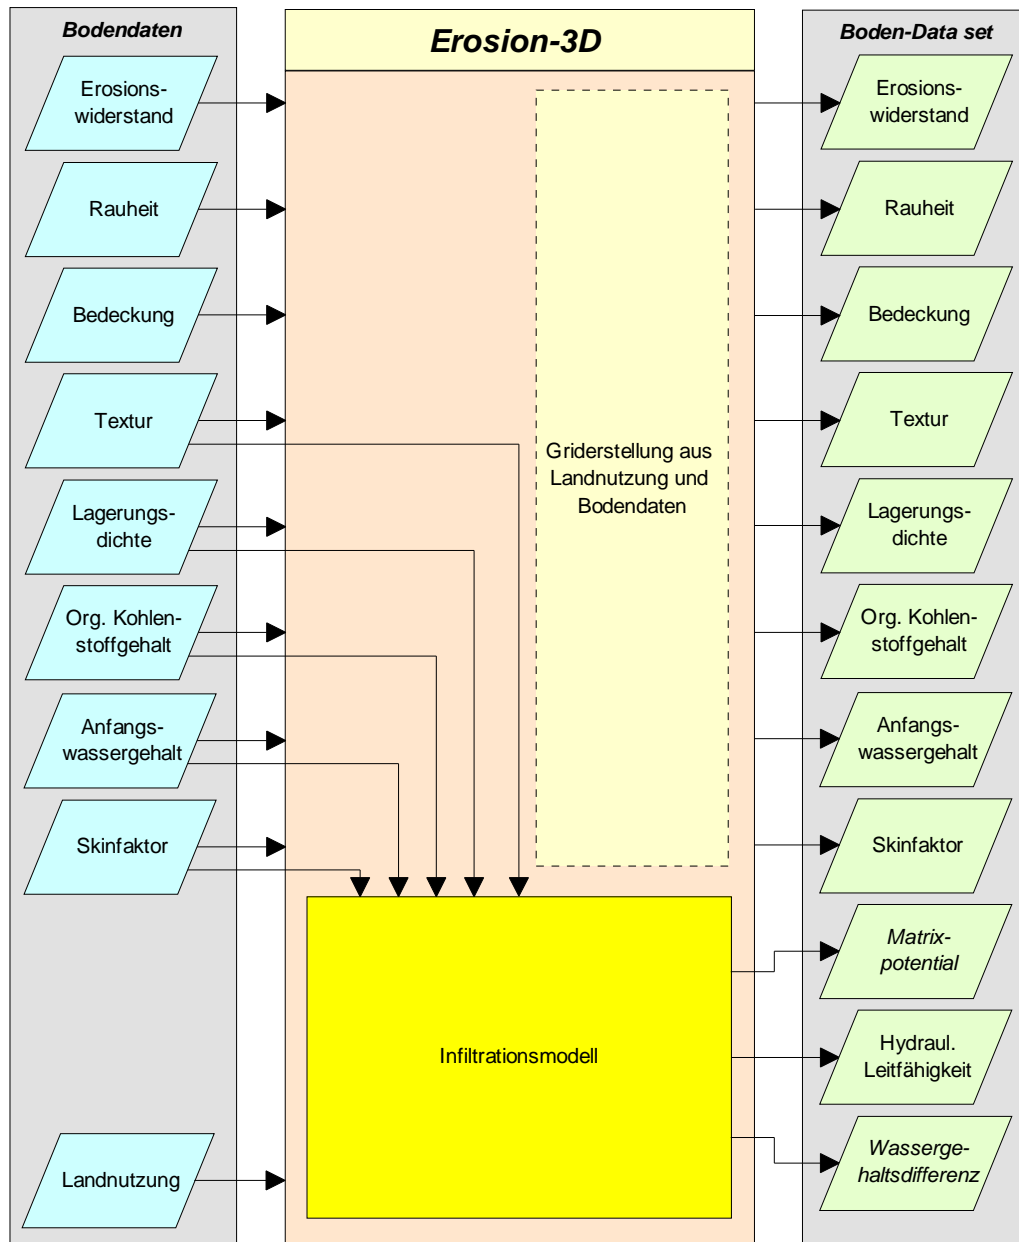 Bodendaten
Erosions-
widerstand
Rauheit
Bedeckung
Textur
Lagerungs-
dichte
Org. Kohlen-
stoffgehalt
Anfangs-
wassergehalt
Skinfaktor
Landnutzung
Erosion-3D
Griderstellung aus
Landnutzung und
Bodendaten
Infiltrationsmodell
Boden-Data set
Erosions-
widerstand
Rauheit
Bedeckung
Textur
Lagerungs-
dichte
Org. Kohlen-
stoffgehalt
Anfangs-
wassergehalt
Skinfaktor
Matrix-
potential
Hydraul.
Leitfähigkeit
Wasserge-
haltsdifferenz